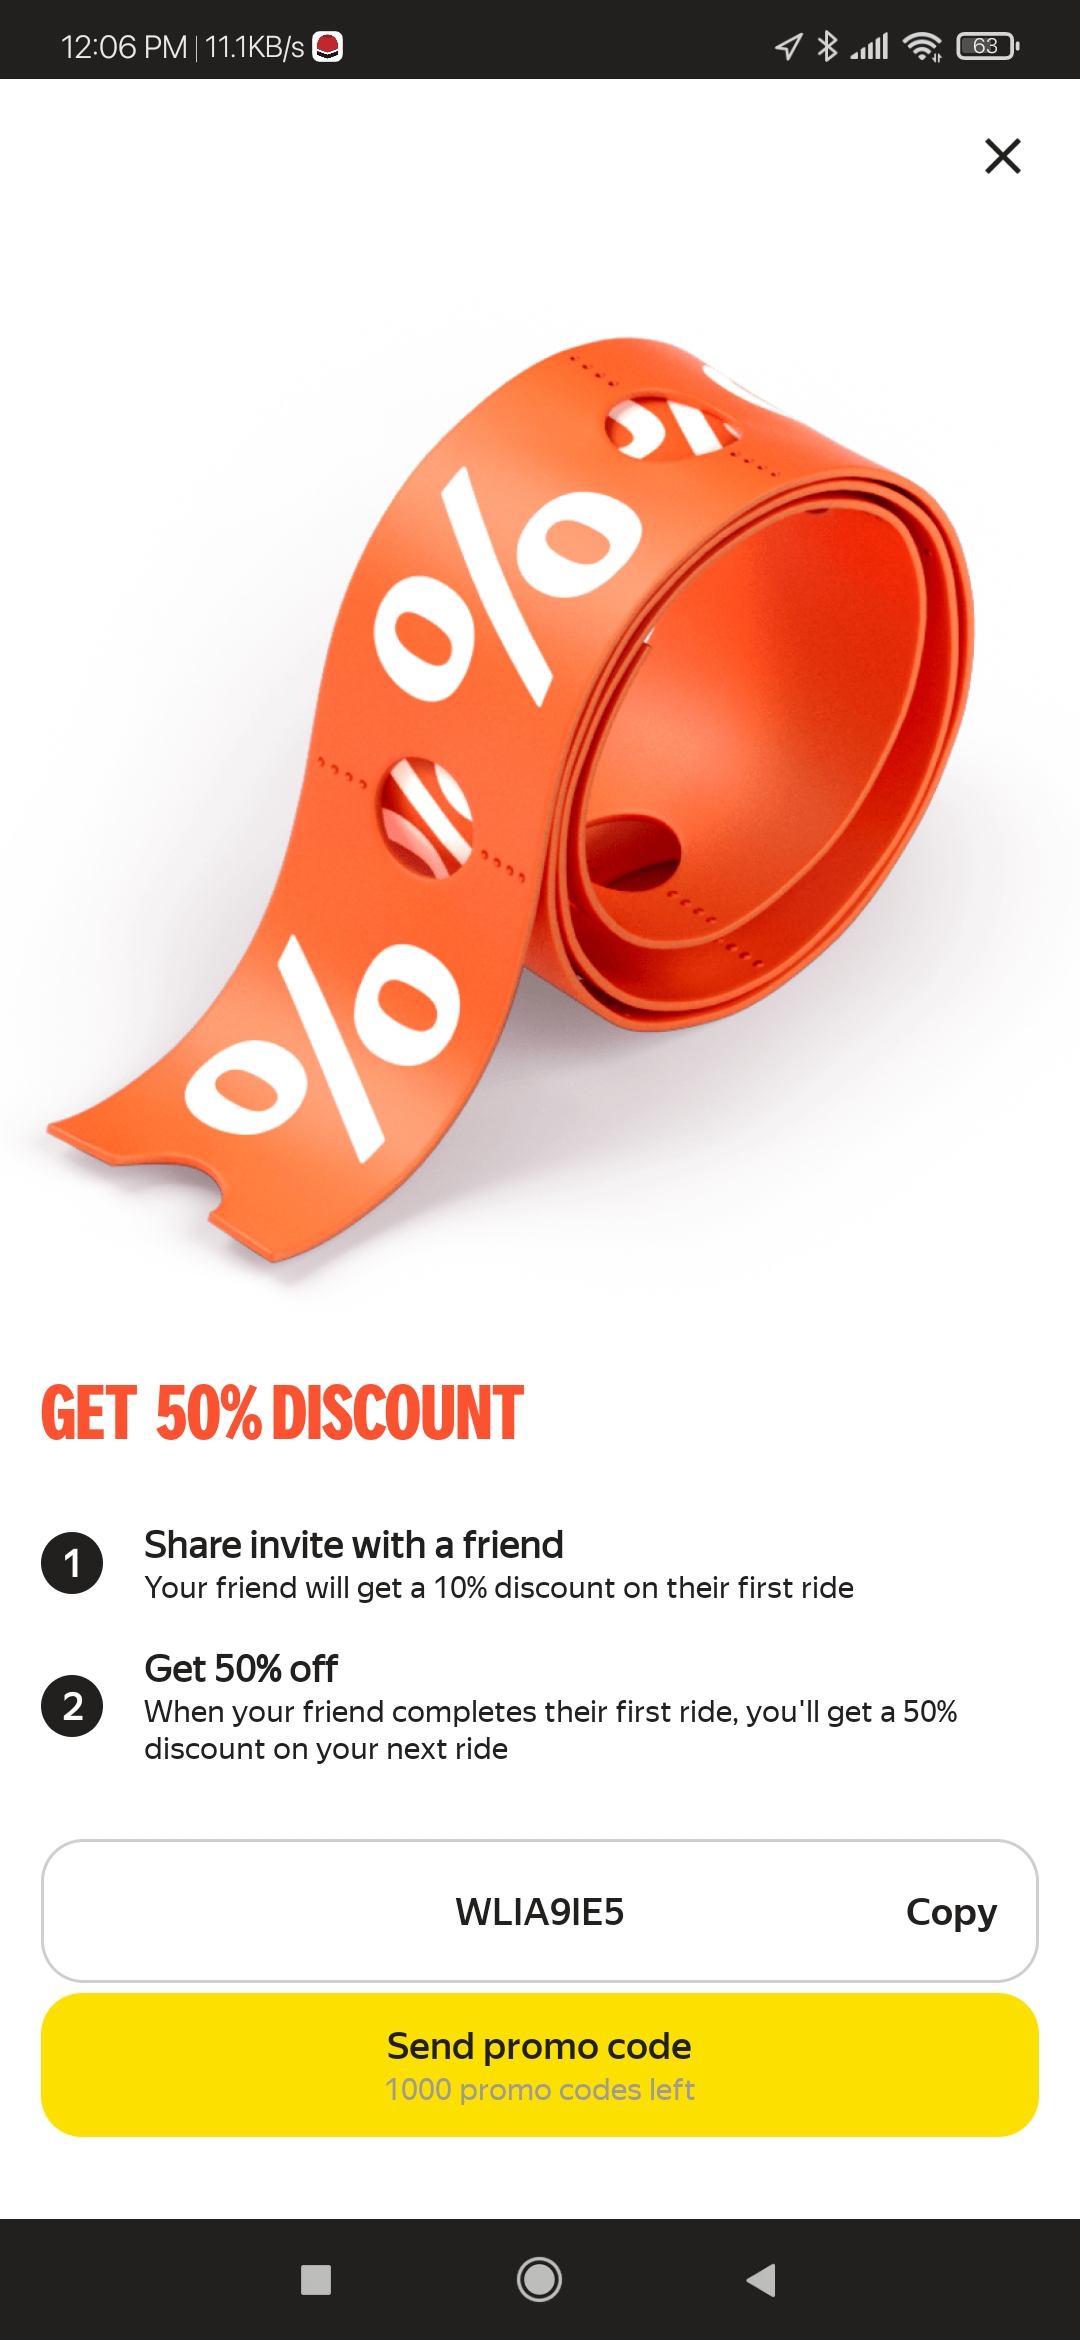 12:06 PM | 11.1KB/s
63
%
%
%
GET 50% DISCOUNT
1
Share invite with a friend
Your friend will get a 10% discount on their first ride
2
Get 50% off
When your friend completes their first ride, you'll get a 50%
discount on your next ride
WLIA9IE5
Copy
Send promo code
1000 promo codes left